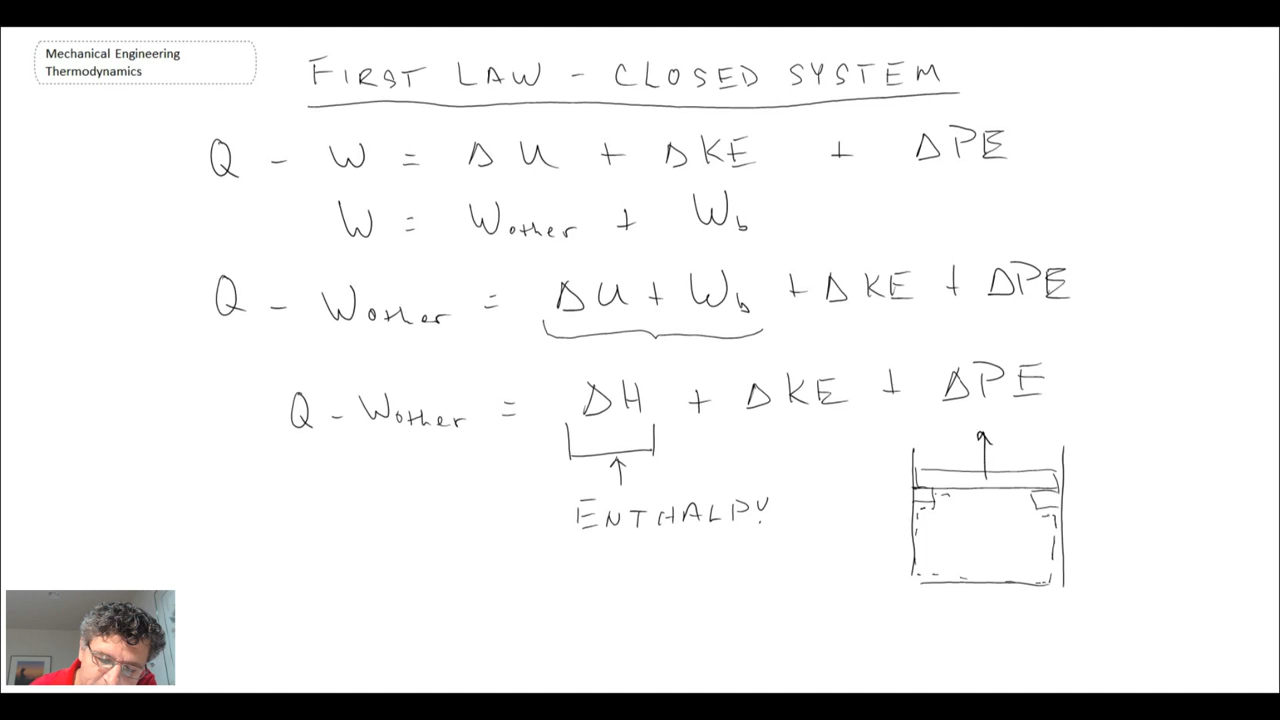 Mechanical Engineering
Thermodynamics
FIRST LAW - CLOSED SYSTEM
Q - W = ΔU + ΔKE + ΔPE
W = Wother + Wb
Q - Wother = ΔU + Wb + ΔKE + ΔPE
Q - Wother = ΔH + ΔKE + ΔPE
ENTHALPY